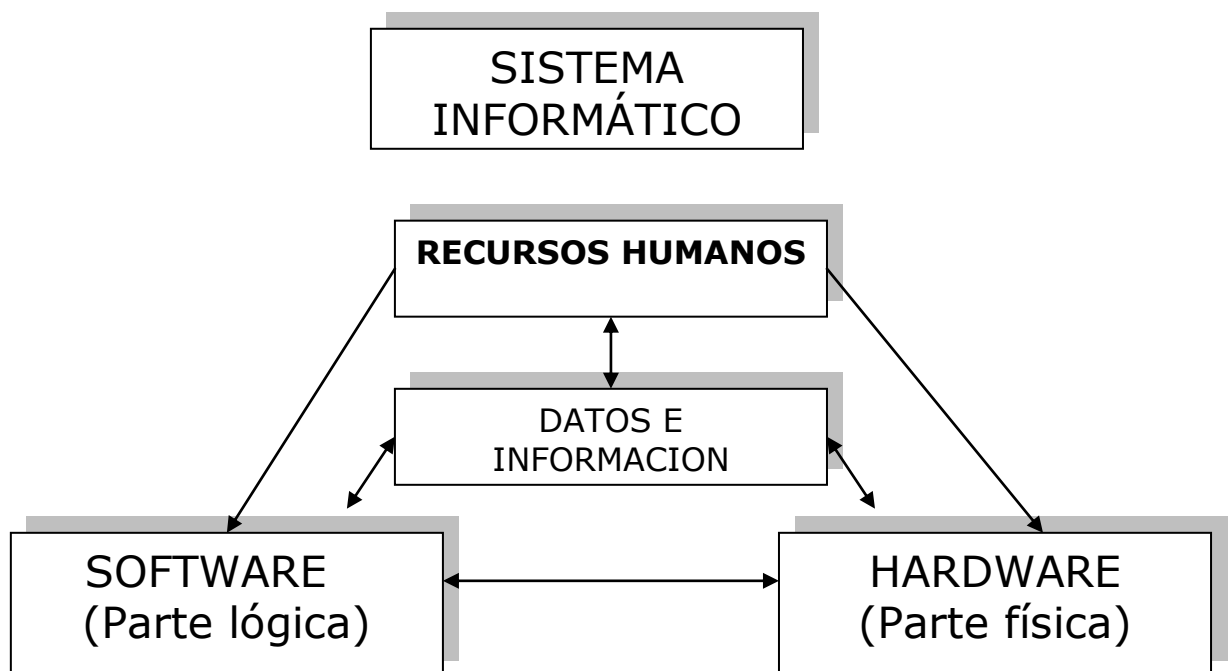 SISTEMA
INFORMÁTICO
RECURSOS HUMANOS
DATOS E
INFORMACION
SOFTWARE
(Parte lógica)
HARDWARE
(Parte física)